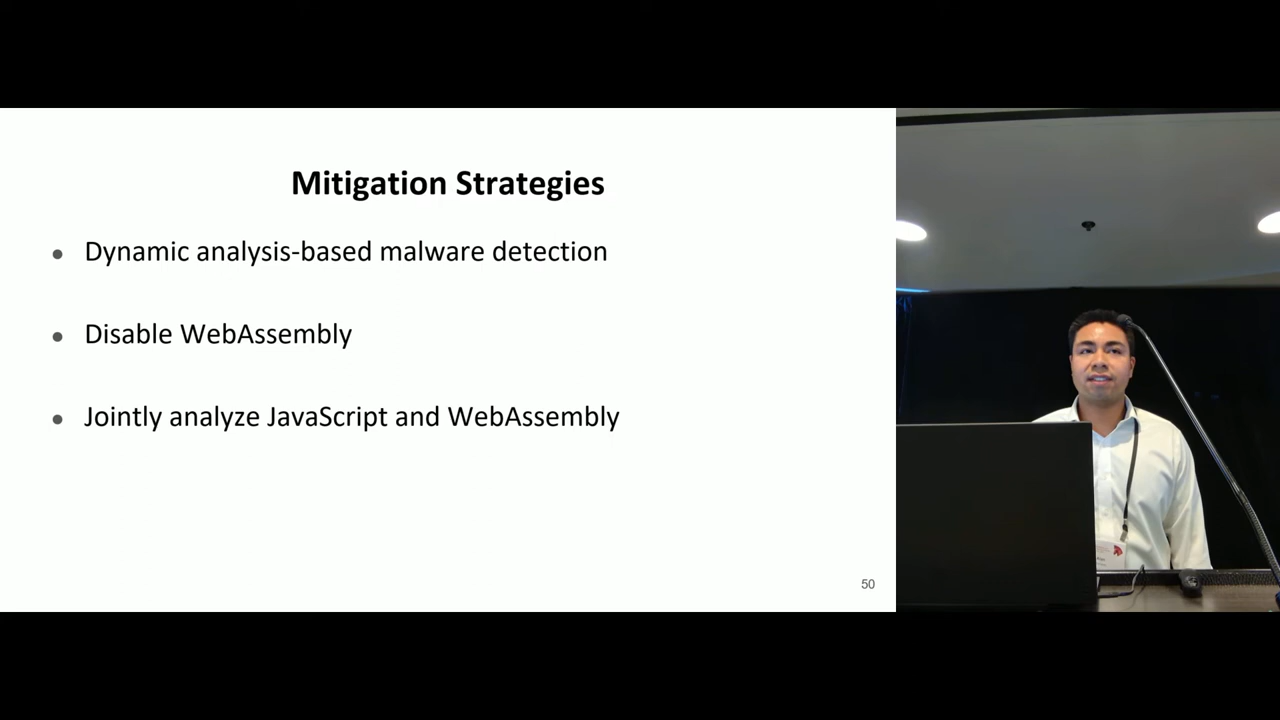 Mitigation Strategies
Dynamic analysis-based malware detection
Disable WebAssembly
Jointly analyze JavaScript and WebAssembly
50